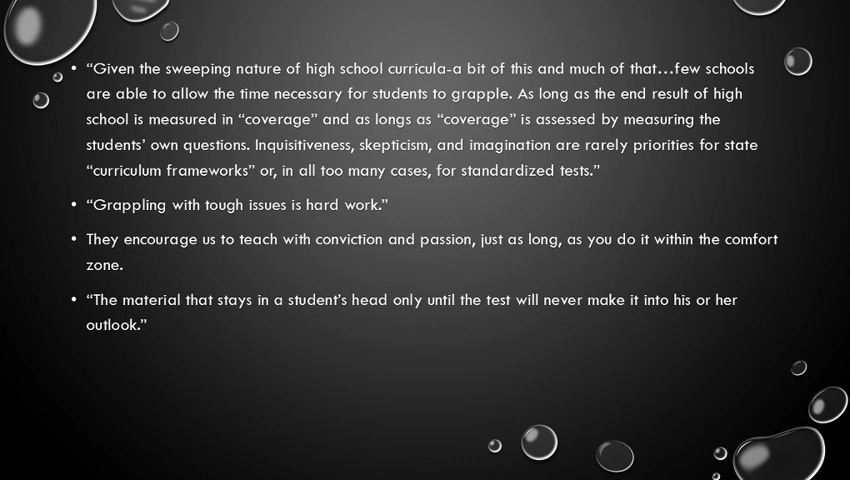 • “Given the sweeping nature of high school curricula-a bit of this and much of that…few schools
are able to allow the time necessary for students to grapple. As long as the end result of high
school is measured in “coverage” and as longs as “coverage” is assessed by measuring the
students’ own questions. Inquisitiveness, skepticism, and imagination are rarely priorities for state
“curriculum frameworks” or, in all too many cases, for standardized tests.”
• “Grappling with tough issues is hard work.”
• They encourage us to teach with conviction and passion, just as long, as you do it within the comfort
zone.
• “The material that stays in a student’s head only until the test will never make it into his or her
outlook.”